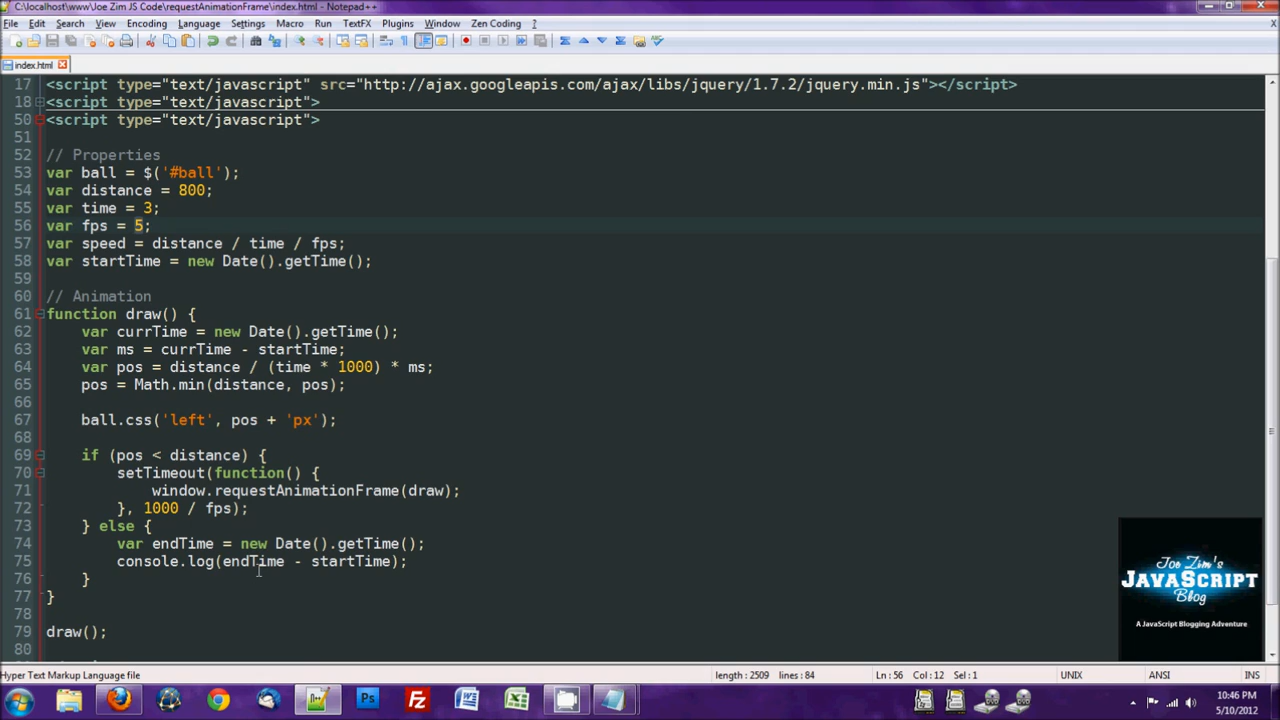 C:\localhost\www\Joe Zim JS Code\requestAnimationFrame\index.html - Notepad++
File Edit Search View Encoding Language Settings Macro Run TextFX Plugins Window Zen Coding ?
index.html
17 <script type="text/javascript" src="http://ajax.googleapis.com/ajax/libs/jquery/1.7.2/jquery.min.js"></script>
18 <script type="text/javascript">
50 <script type="text/javascript">
51
52 // Properties
53 var ball = $('#ball');
54 var distance = 800;
55 var time = 3;
56 var fps = 5;
57 var speed = distance / time / fps;
58 var startTime = new Date().getTime();
59
60 // Animation
61 function draw() {
62 var currTime = new Date().getTime();
63 var ms = currTime - startTime;
64 var pos = distance / (time * 1000) * ms;
65 pos = Math.min(distance, pos);
66
67 ball.css('left', pos + 'px');
68
69 if (pos < distance) {
70 setTimeout(function() {
71 window.requestAnimationFrame(draw);
72 }, 1000 / fps);
73 } else {
74 var endTime = new Date().getTime();
75 console.log(endTime - startTime);
76 }
77 }
78
79 draw();
80
Joe Zim's
JAVASCRIPT
Blog
A JavaScript Blogging Adventure
Hyper Text Markup Language file length : 2509 lines : 84 Ln : 56 Col : 12 Sel : 1 UNIX ANSI INS
10:46 PM
5/10/2012